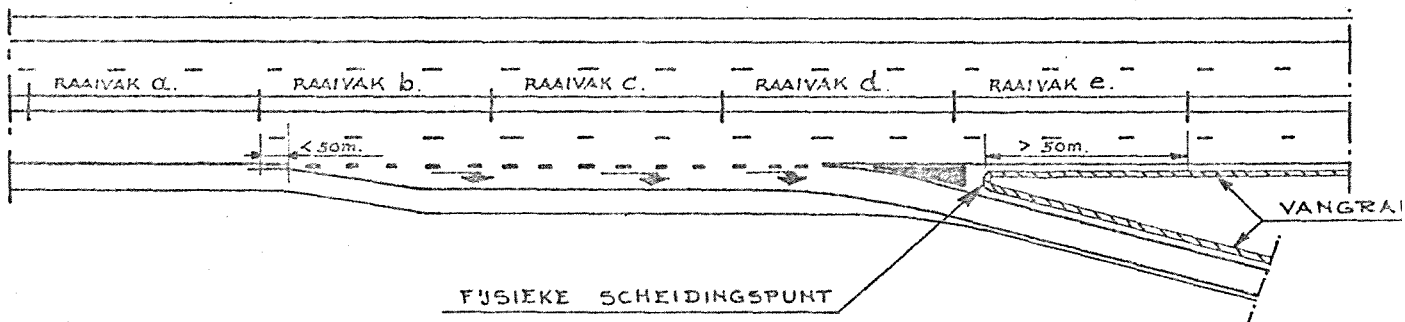 RAAIVAK a. RAAIVAK b. RAAIVAK c. RAAIVAK d. RAAIVAK e.
< 50m. > 50m.
VANGRAI
FYSIEKE SCHEIDINGSPUNT